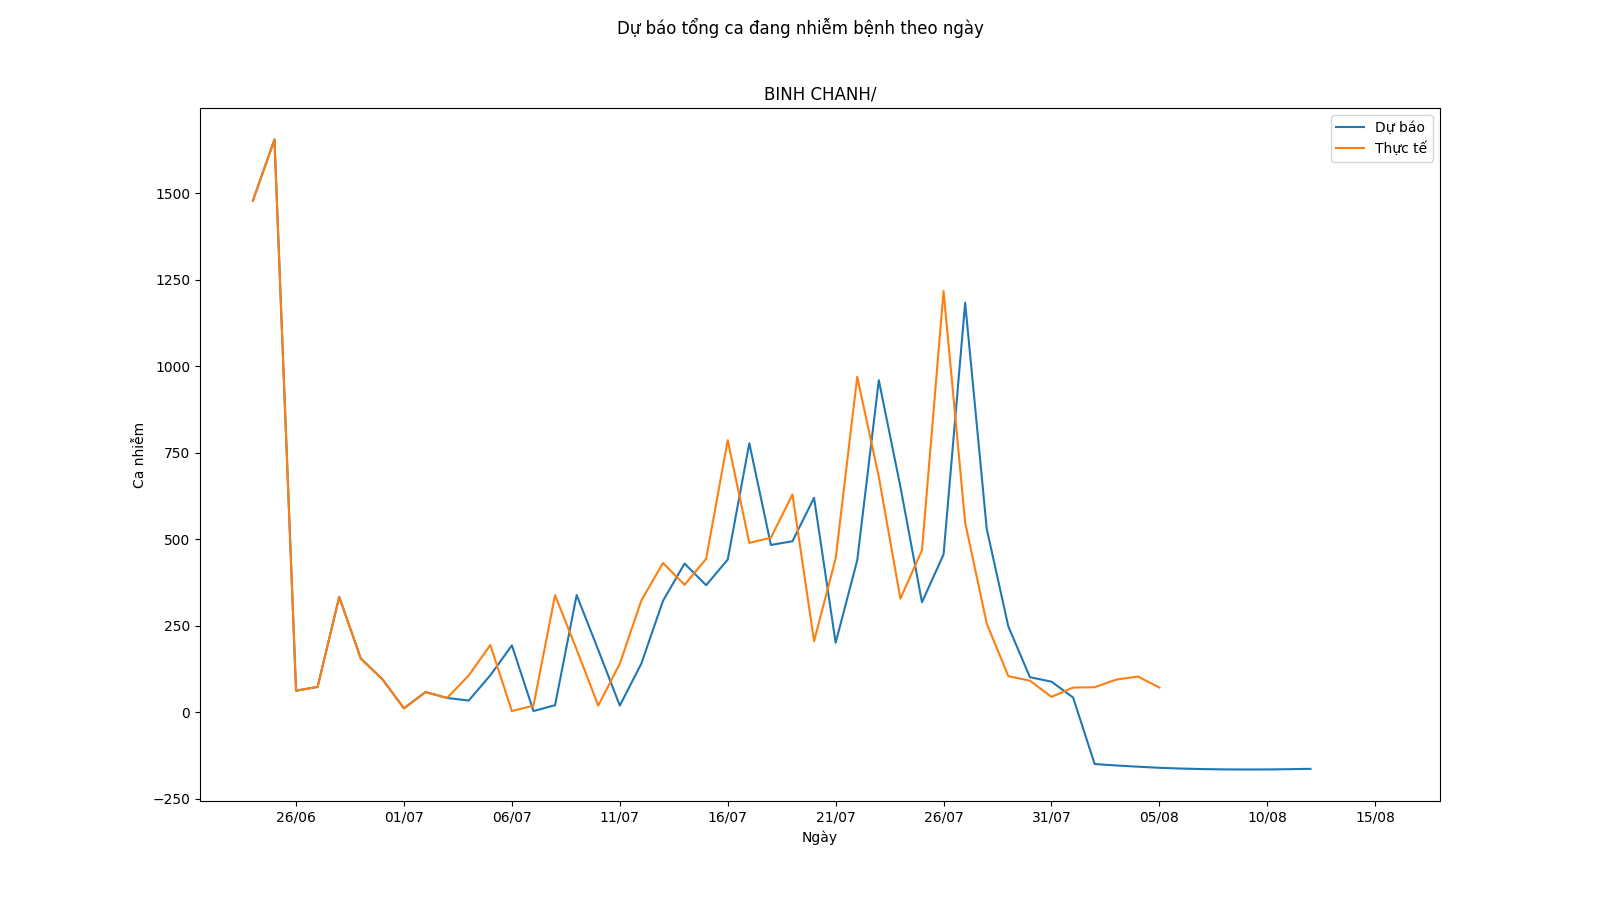 Dự báo tổng ca đang nhiễm bệnh theo ngày
BINH CHANH/
Dự báo
Thực tế
Ca nhiễm
1500
1250
1000
750
500
250
0
−250
26/06 01/07 06/07 11/07 16/07 21/07 26/07 31/07 05/08 10/08 15/08
Ngày